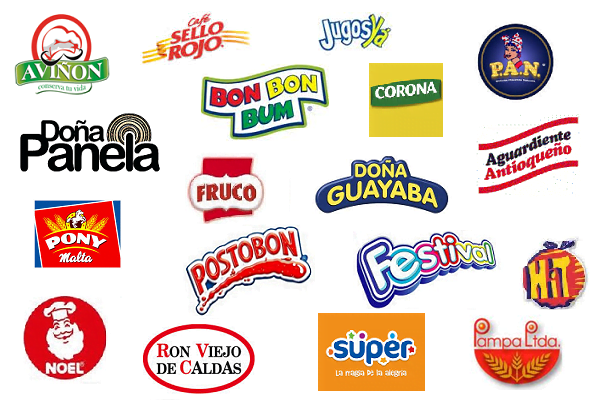 AVIÑON
conserva tu vida
Café
SELLO
ROJO
JugosYá
P.A.N.
BON BON
BUM
®
CORONA
Doña
Panela
FRUCO
DOÑA
GUAYABA
Aguardiente
Antioqueño
PONY
Malta
POSTOBON
Festival
HiT
NOEL
RON VIEJO
DE CALDAS
súper
La magia de la alegría
Pampa Ltda.